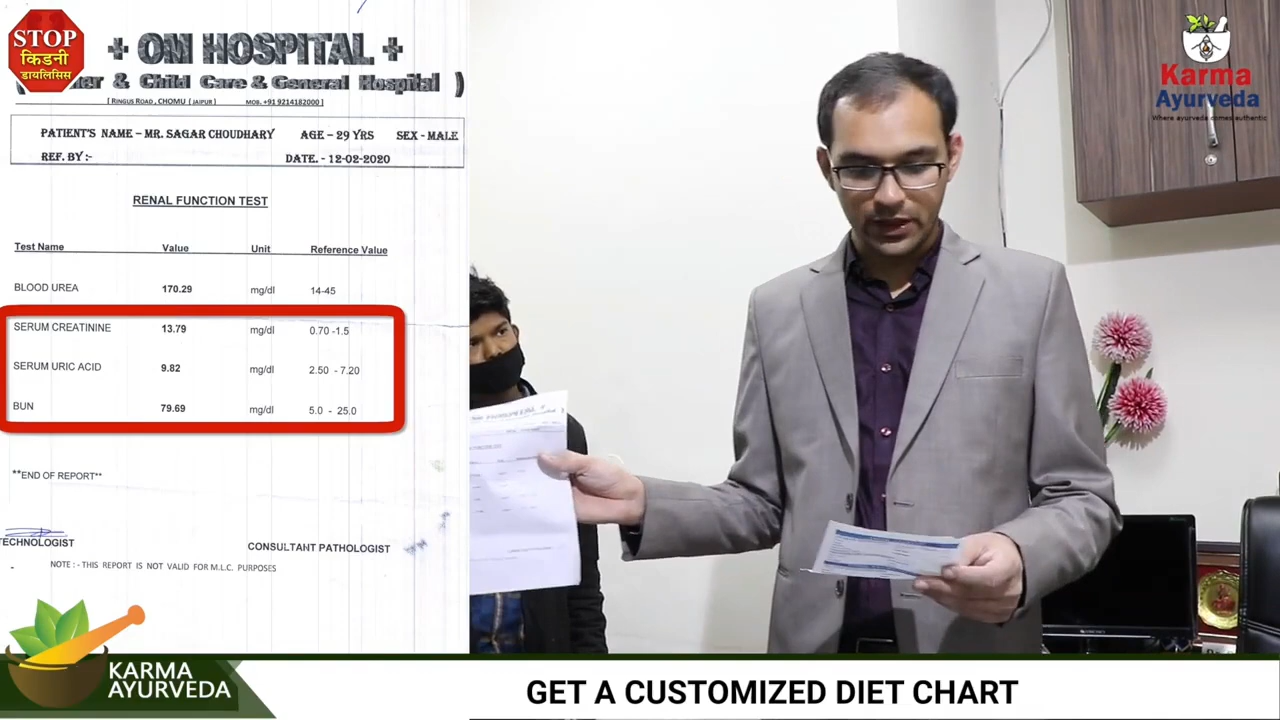 STOP
किडनी
डायलिसिस
+ OM HOSPITAL +
& Child Care & General Hospital )
[ RINGUS ROAD, CHOMU ( JAIPUR ) MOB. +91 9214182000 ]
PATIENT'S NAME – MR. SAGAR CHOUDHARY AGE – 29 YRS SEX - MALE
REF. BY :- DATE. - 12-02-2020
RENAL FUNCTION TEST
Test Name Value Unit Reference Value
BLOOD UREA 170.29 mg/dl 14-45
SERUM CREATININE 13.79 mg/dl 0.70 -1.5
SERUM URIC ACID 9.82 mg/dl 2.50 - 7.20
BUN 79.69 mg/dl 5.0 - 25.0
**END OF REPORT**
TECHNOLOGIST CONSULTANT PATHOLOGIST
NOTE : - THIS REPORT IS NOT VALID FOR M.L.C. PURPOSES
Karma
Ayurveda
Where ayurveda comes authentic
KARMA
AYURVEDA
GET A CUSTOMIZED DIET CHART